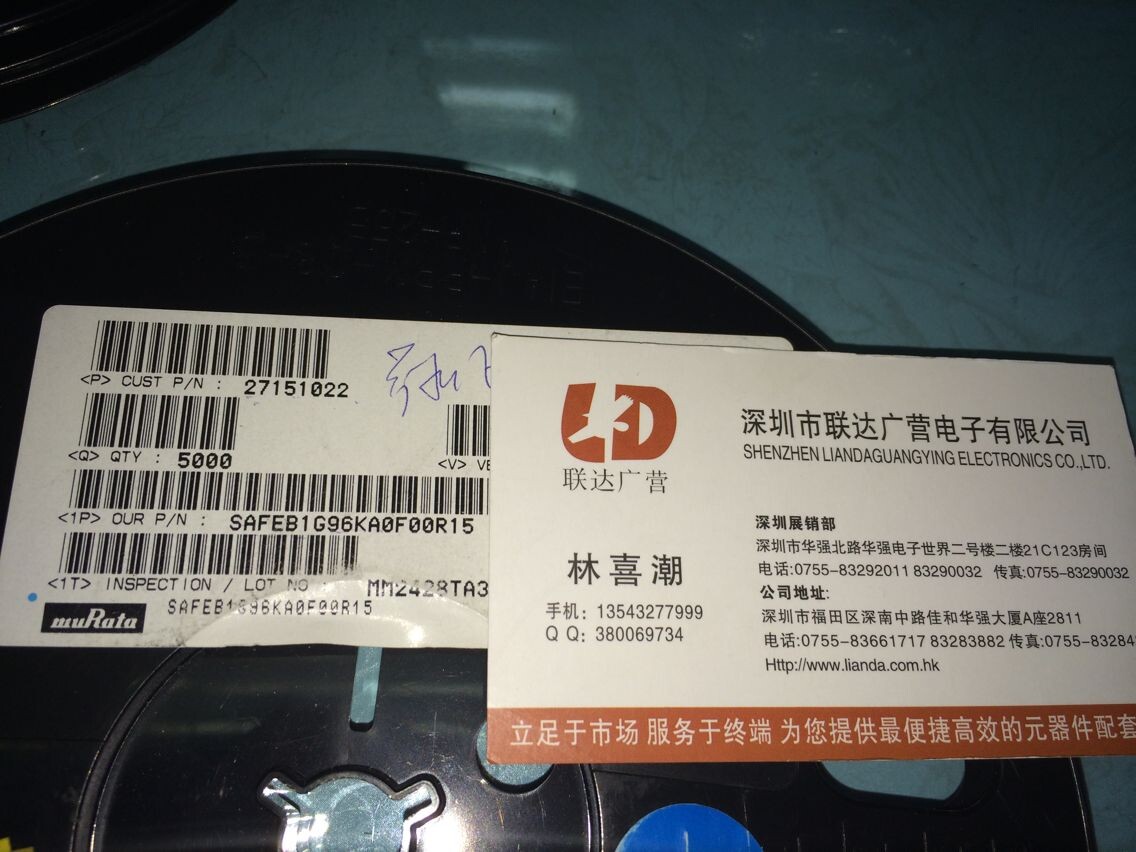 <P> CUST P/N : 27151022
<Q> QTY : 5000
<V> VE
<1P> OUR P/N : SAFEB1G96KA0F00R15
<1T> INSPECTION / LOT NO : MM2428TA3
muRata SAFEB1G96KA0F00R15
LD
联达广营
深圳市联达广营电子有限公司
SHENZHEN LIANDAGUANGYING ELECTRONICS CO.,LTD.
林喜潮
手机: 13543277999
QQ: 380069734
深圳展销部
深圳市华强北路华强电子世界二号楼二楼21C123房间
电话:0755-83292011 83290032 传真:0755-83290032
公司地址:
深圳市福田区深南中路佳和华强大厦A座2811
电话:0755-83661717 83283882 传真:0755-83284
Http://www.lianda.com.hk
立足于市场 服务于终端 为您提供最便捷高效的元器件配套